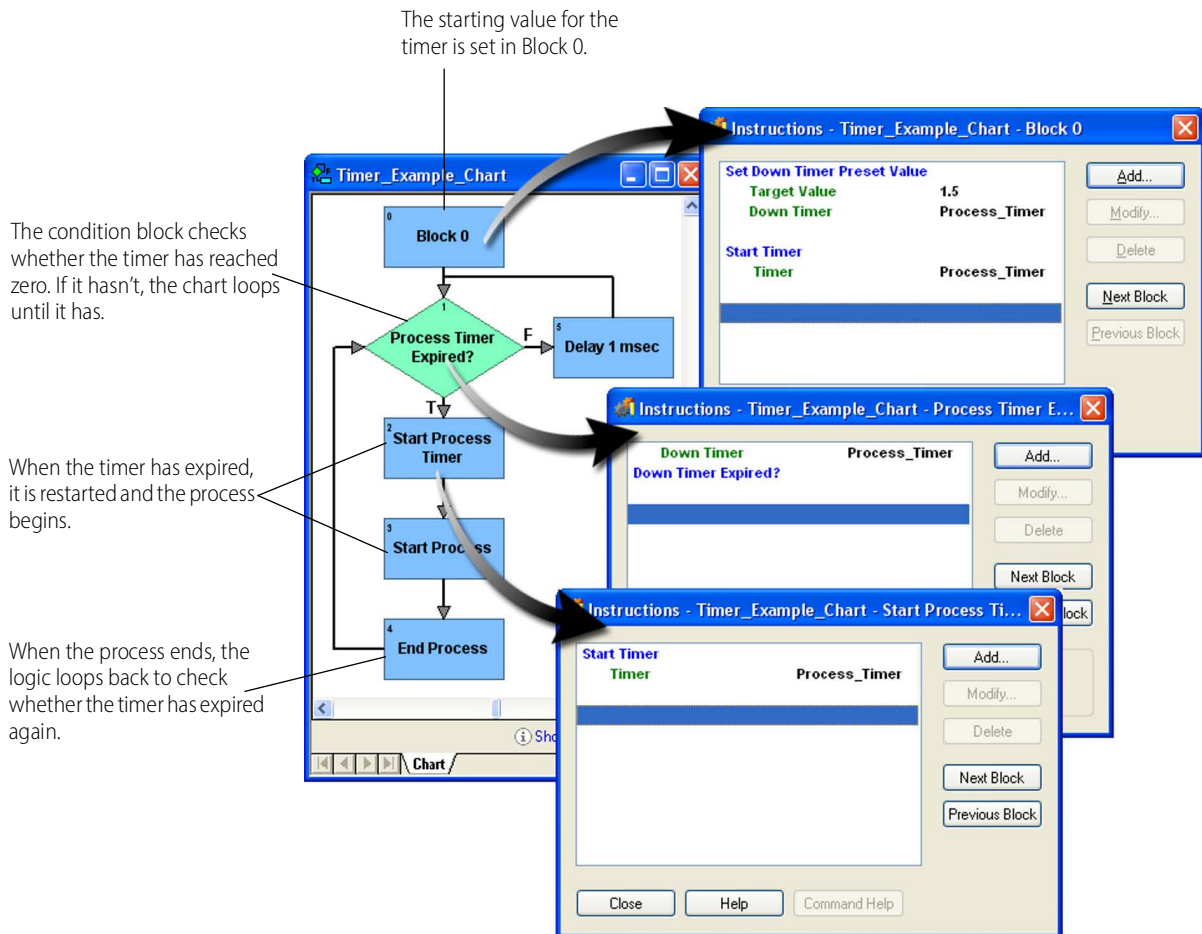 The starting value for the
timer is set in Block 0.
The condition block checks
whether the timer has reached
zero. If it hasn't, the chart loops
until it has.
When the timer has expired,
it is restarted and the process
begins.
When the process ends, the
logic loops back to check
whether the timer has expired
again.
Timer_Example_Chart
0
Block 0
1
Process Timer
Expired?
F
5
Delay 1 msec
T
2
Start Process
Timer
3
Start Process
4
End Process
Chart
Instructions - Timer_Example_Chart - Block 0
Set Down Timer Preset Value
Target Value 1.5
Down Timer Process_Timer
Start Timer
Timer Process_Timer
Add...
Modify...
Delete
Next Block
Previous Block
Instructions - Timer_Example_Chart - Process Timer E...
Down Timer Process_Timer
Down Timer Expired?
Add...
Modify...
Delete
Next Block
lock
Instructions - Timer_Example_Chart - Start Process Ti...
Start Timer
Timer Process_Timer
Add...
Modify...
Delete
Next Block
Previous Block
Close Help Command Help